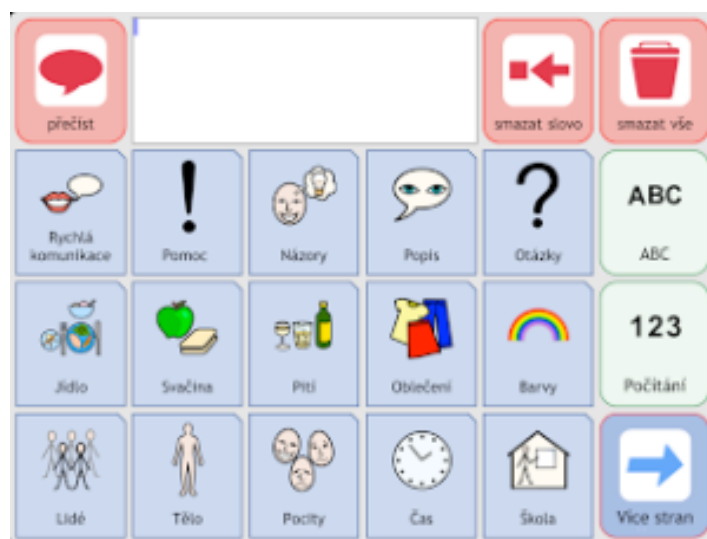 přečíst
smazat slovo
smazat vše
Rychlá
komunikace
Pomoc
Názory
Popis
Otázky
ABC
ABC
Jídlo
Svačina
Pití
Oblečení
Barvy
123
Počítání
Lidé
Tělo
Pocity
Čas
Škola
Více stran